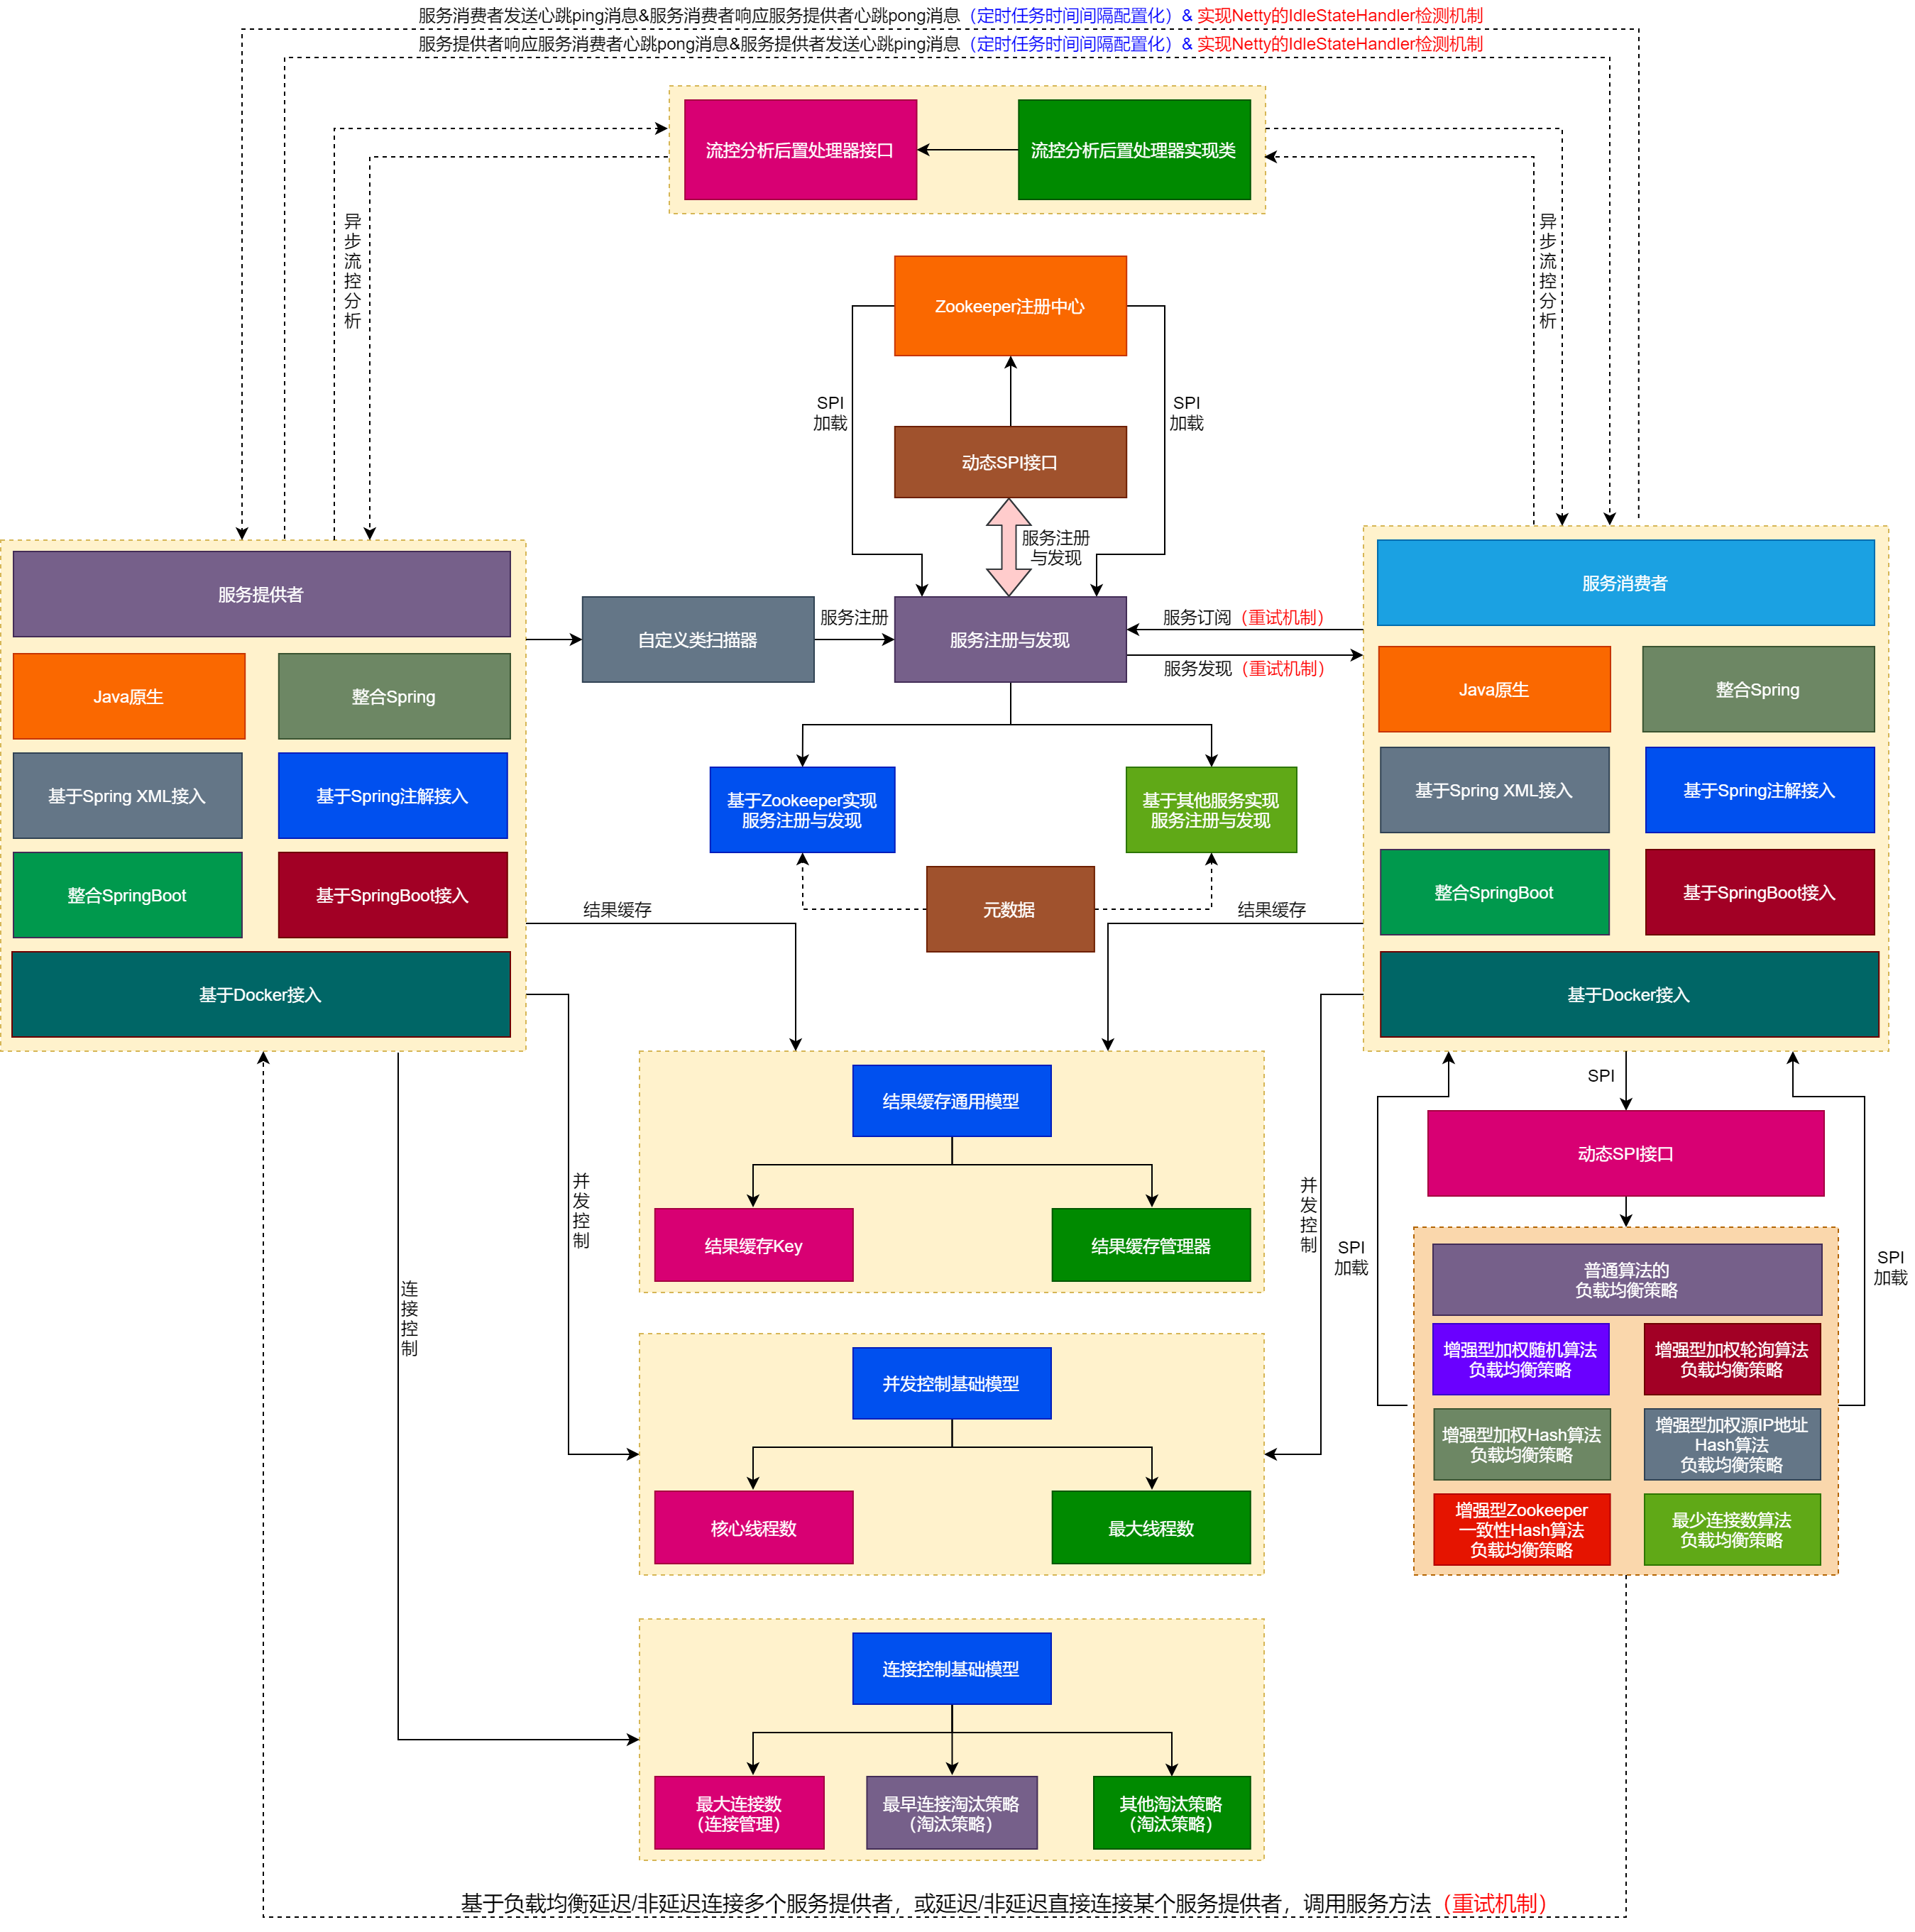 服务消费者发送心跳ping消息&服务消费者响应服务提供者心跳pong消息（定时任务时间间隔配置化）& 实现Netty的IdleStateHandler检测机制
服务提供者响应服务消费者心跳pong消息&服务提供者发送心跳ping消息（定时任务时间间隔配置化）& 实现Netty的IdleStateHandler检测机制
流控分析后置处理器接口
流控分析后置处理器实现类
异步流控分析
异步流控分析
Zookeeper注册中心
SPI
加载
SPI
加载
动态SPI接口
服务注册
与发现
服务提供者
Java原生
整合Spring
基于Spring XML接入
基于Spring注解接入
整合SpringBoot
基于SpringBoot接入
基于Docker接入
自定义类扫描器
服务注册
服务注册与发现
服务订阅（重试机制）
服务发现（重试机制）
服务消费者
Java原生
整合Spring
基于Spring XML接入
基于Spring注解接入
整合SpringBoot
基于SpringBoot接入
基于Docker接入
基于Zookeeper实现
服务注册与发现
基于其他服务实现
服务注册与发现
元数据
结果缓存
结果缓存
结果缓存通用模型
结果缓存Key
结果缓存管理器
并发控制
并发控制
连接控制
并发控制基础模型
核心线程数
最大线程数
连接控制基础模型
最大连接数
（连接管理）
最早连接淘汰策略
（淘汰策略）
其他淘汰策略
（淘汰策略）
SPI
动态SPI接口
SPI
加载
SPI
加载
普通算法的
负载均衡策略
增强型加权随机算法
负载均衡策略
增强型加权轮询算法
负载均衡策略
增强型加权Hash算法
负载均衡策略
增强型加权源IP地址
Hash算法
负载均衡策略
增强型Zookeeper
一致性Hash算法
负载均衡策略
最少连接数算法
负载均衡策略
基于负载均衡延迟/非延迟连接多个服务提供者，或延迟/非延迟直接连接某个服务提供者，调用服务方法（重试机制）